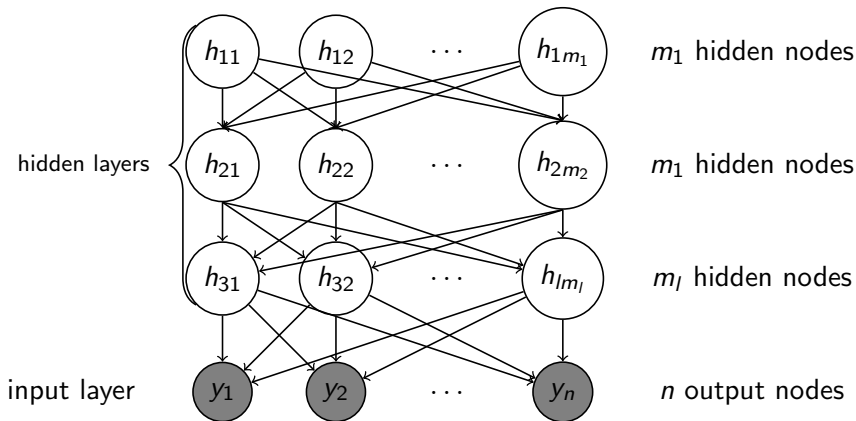 h₁₁ h₁₂ ··· h₁ₘ₁ m₁ hidden nodes
hidden layers h₂₁ h₂₂ ··· h₂ₘ₂ m₁ hidden nodes
h₃₁ h₃₂ ··· hₗₘₗ mₗ hidden nodes
input layer y₁ y₂ ··· yₙ n output nodes